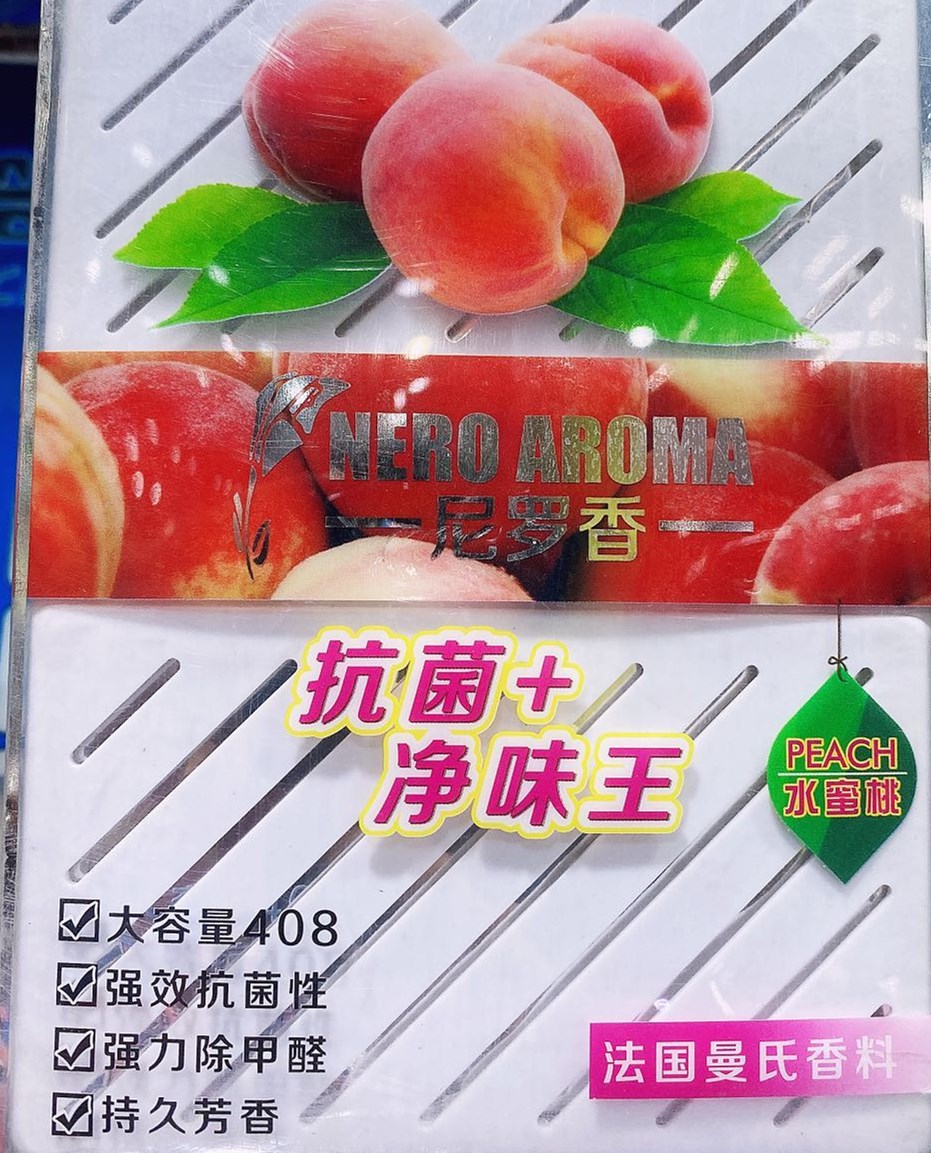 NERO AROMA
尼罗香
抗菌+
净味王
PEACH
水蜜桃
大容量408
强效抗菌性
强力除甲醛
持久芳香
法国曼氏香料